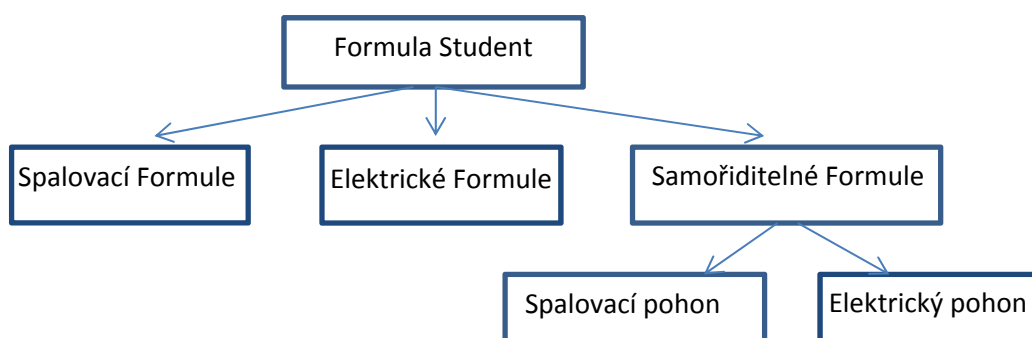 Formula Student
Spalovací Formule
Elektrické Formule
Samořiditelné Formule
Spalovací pohon
Elektrický pohon